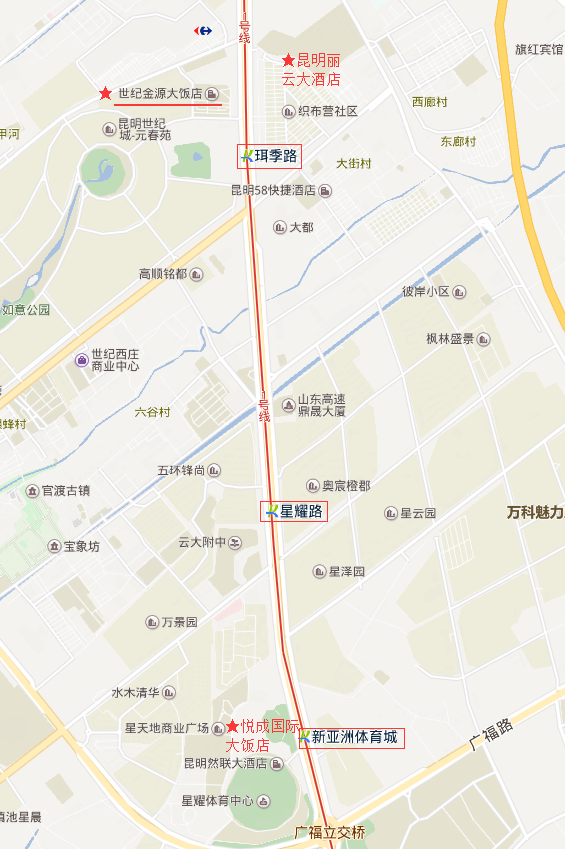 1号线
旗红宾馆
昆明丽
云大酒店
世纪金源大饭店
西廊村
织布营社区
昆明世纪
城-元春苑
甲河
东廊村
珥季路
大街村
昆明58快捷酒店
大都
高顺铭都
彼岸小区
如意公园
枫林盛景
世纪西庄
商业中心
山东高速
鼎晟大厦
1号线
六谷村
蜂村
五环锋尚
奥宸橙郡
官渡古镇
星耀路
星云园
万科魅力
云大附中
宝象坊
星泽园
万景园
水木清华
悦成国际
大饭店
星天地商业广场
新亚洲体育城
广福路
昆明然联大酒店
星耀体育中心
滇池星晨
广福立交桥